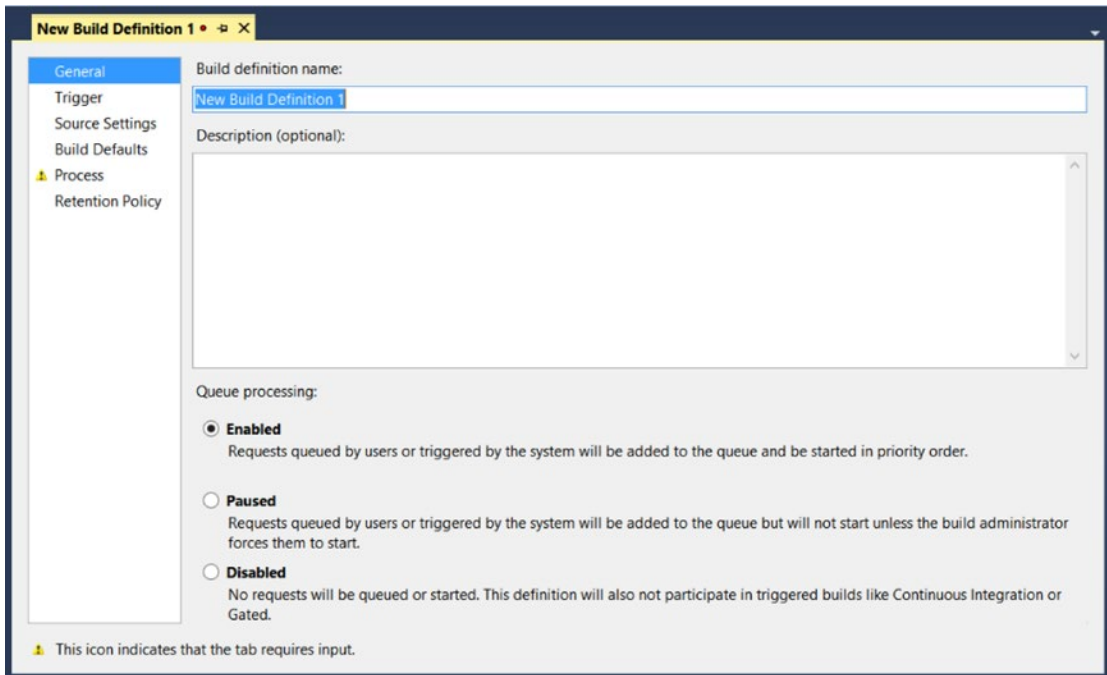 New Build Definition 1
General
Trigger
Source Settings
Build Defaults
Process
Retention Policy
Build definition name:
New Build Definition 1
Description (optional):
Queue processing:
Enabled
Requests queued by users or triggered by the system will be added to the queue and be started in priority order.
Paused
Requests queued by users or triggered by the system will be added to the queue but will not start unless the build administrator
forces them to start.
Disabled
No requests will be queued or started. This definition will also not participate in triggered builds like Continuous Integration or
Gated.
This icon indicates that the tab requires input.